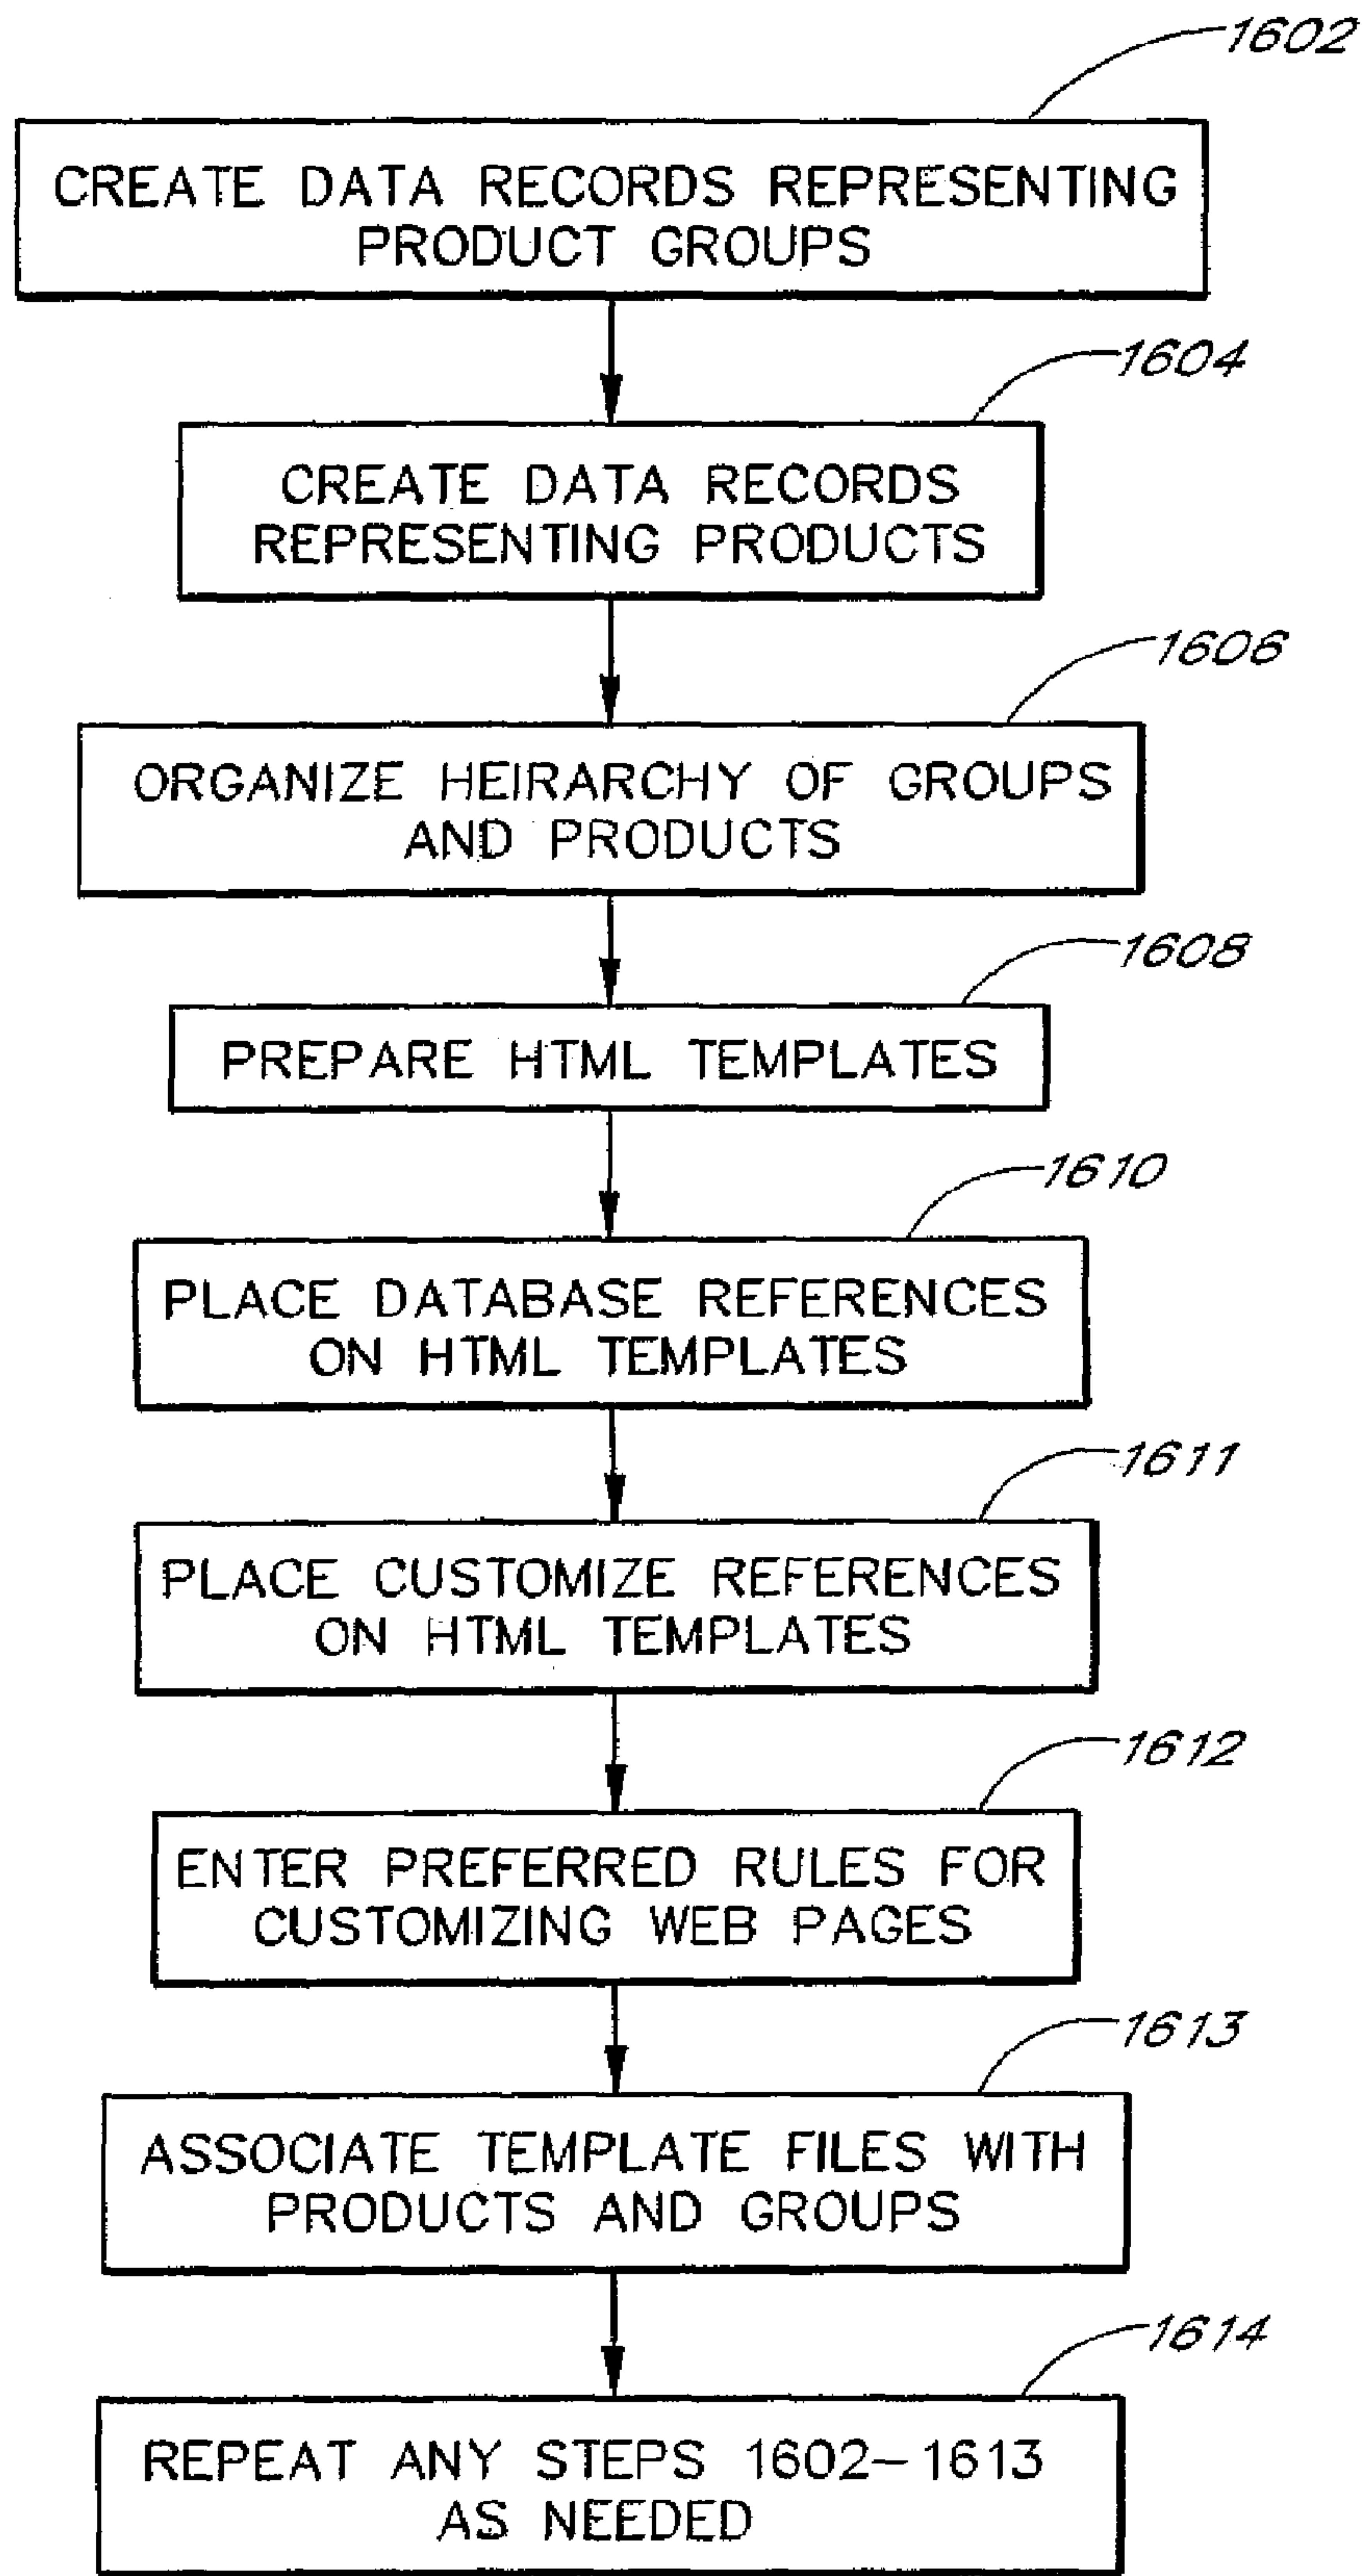 1602
CREATE DATA RECORDS REPRESENTING
PRODUCT GROUPS
1604
CREATE DATA RECORDS
REPRESENTING PRODUCTS
1606
ORGANIZE HEIRARCHY OF GROUPS
AND PRODUCTS
1608
PREPARE HTML TEMPLATES
1610
PLACE DATABASE REFERENCES
ON HTML TEMPLATES
1611
PLACE CUSTOMIZE REFERENCES
ON HTML TEMPLATES
1612
ENTER PREFERRED RULES FOR
CUSTOMIZING WEB PAGES
1613
ASSOCIATE TEMPLATE FILES WITH
PRODUCTS AND GROUPS
1614
REPEAT ANY STEPS 1602-1613
AS NEEDED